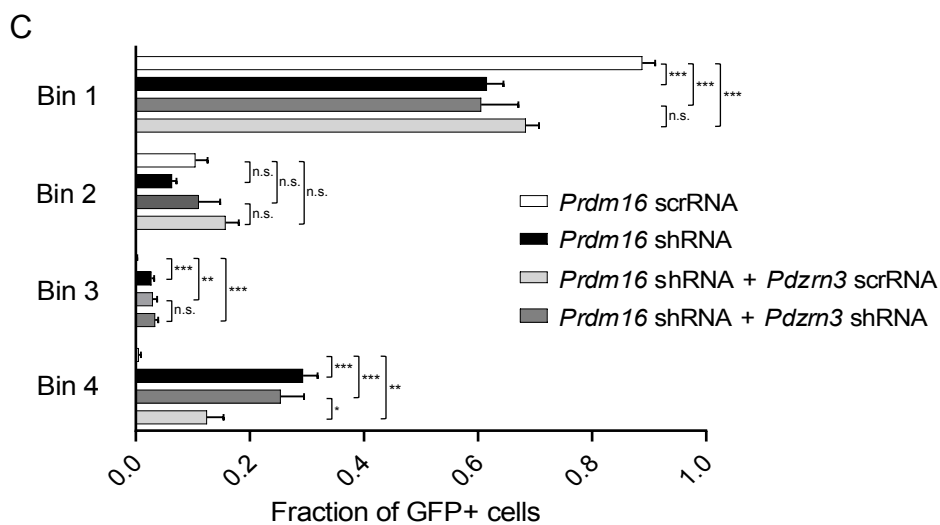 C
Bin 1
***
***
***
n.s.
Bin 2
n.s.
n.s.
n.s.
n.s.
Prdm16 scrRNA
Prdm16 shRNA
Prdm16 shRNA + Pdzrn3 scrRNA
Prdm16 shRNA + Pdzrn3 shRNA
Bin 3
***
**
***
n.s.
Bin 4
***
***
**
*
0.0
0.2
0.4
0.6
0.8
1.0
Fraction of GFP+ cells